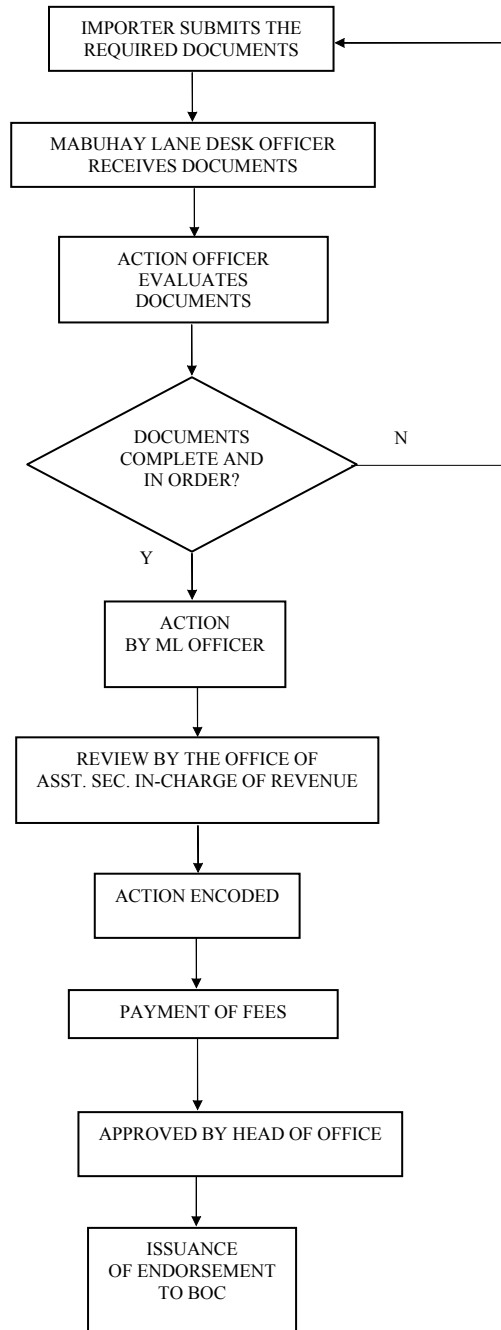 IMPORTER SUBMITS THE
REQUIRED DOCUMENTS
MABUHAY LANE DESK OFFICER
RECEIVES DOCUMENTS
ACTION OFFICER
EVALUATES
DOCUMENTS
DOCUMENTS
COMPLETE AND
IN ORDER?
N
Y
ACTION
BY ML OFFICER
REVIEW BY THE OFFICE OF
ASST. SEC. IN-CHARGE OF REVENUE
ACTION ENCODED
PAYMENT OF FEES
APPROVED BY HEAD OF OFFICE
ISSUANCE
OF ENDORSEMENT
TO BOC